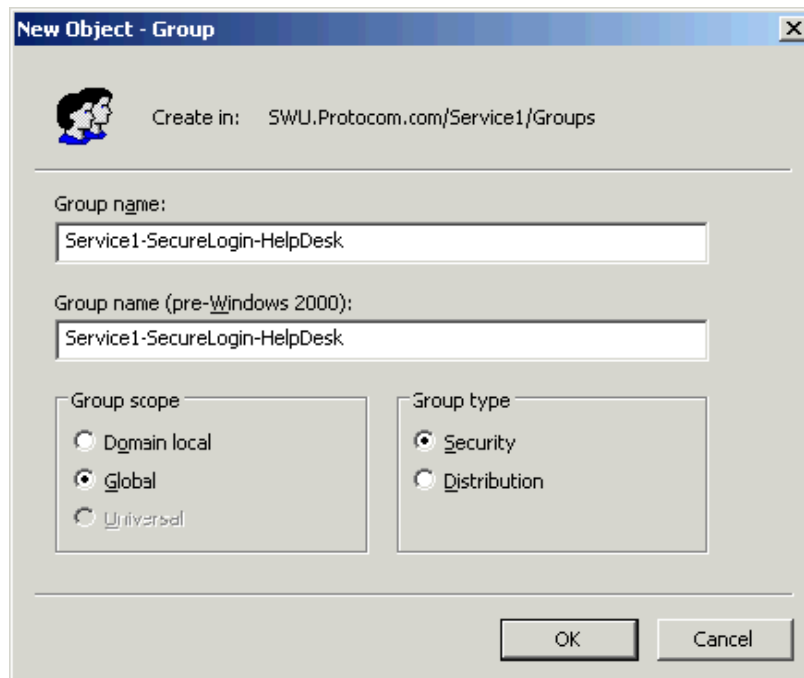 New Object - Group
Create in: SWU.Protocom.com/Service1/Groups
Group name:
Service1-SecureLogin-HelpDesk
Group name (pre-Windows 2000):
Service1-SecureLogin-HelpDesk
Group scope
Domain local
Global
Universal
Group type
Security
Distribution
OK
Cancel